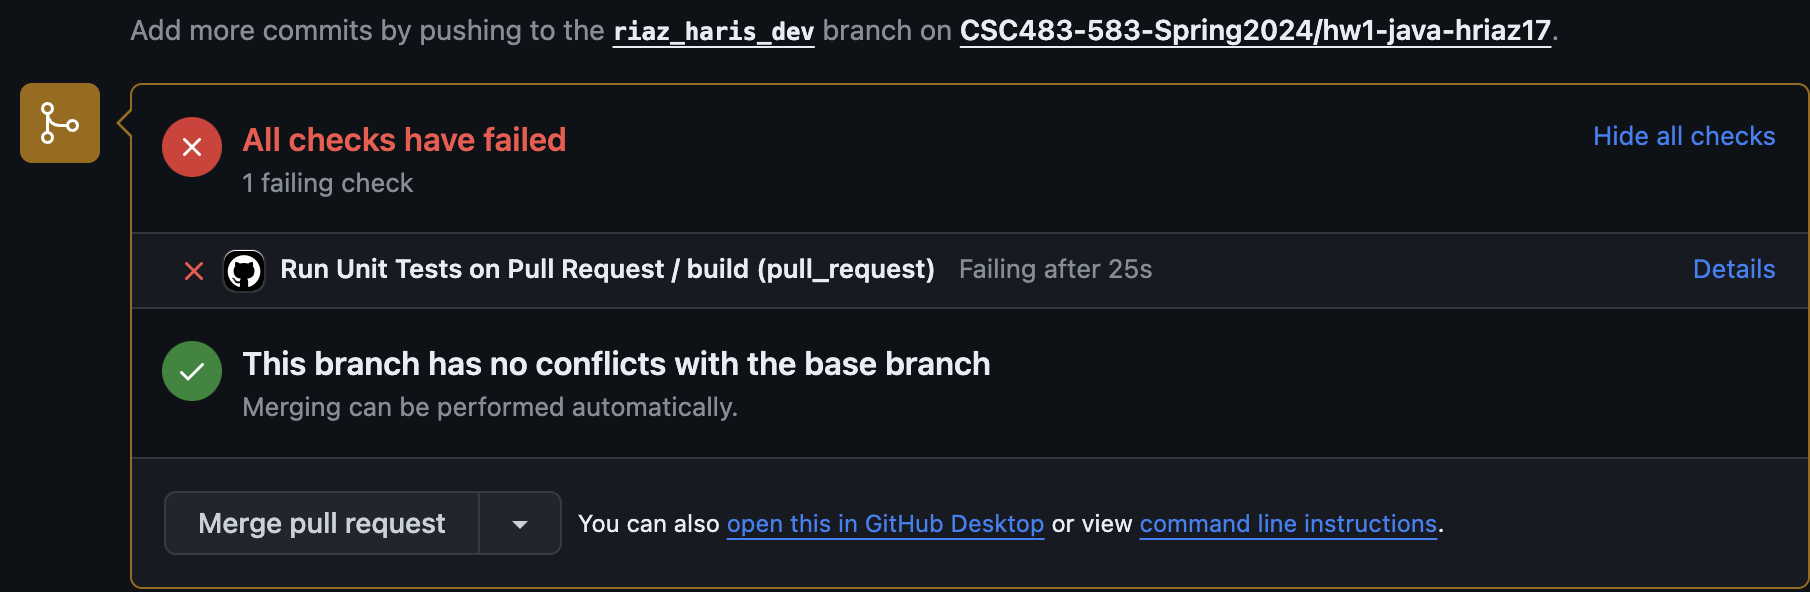 Add more commits by pushing to the riaz_haris_dev branch on CSC483-583-Spring2024/hw1-java-hriaz17.
All checks have failed
Hide all checks
1 failing check
Run Unit Tests on Pull Request / build (pull_request) Failing after 25s
Details
This branch has no conflicts with the base branch
Merging can be performed automatically.
Merge pull request
You can also open this in GitHub Desktop or view command line instructions.